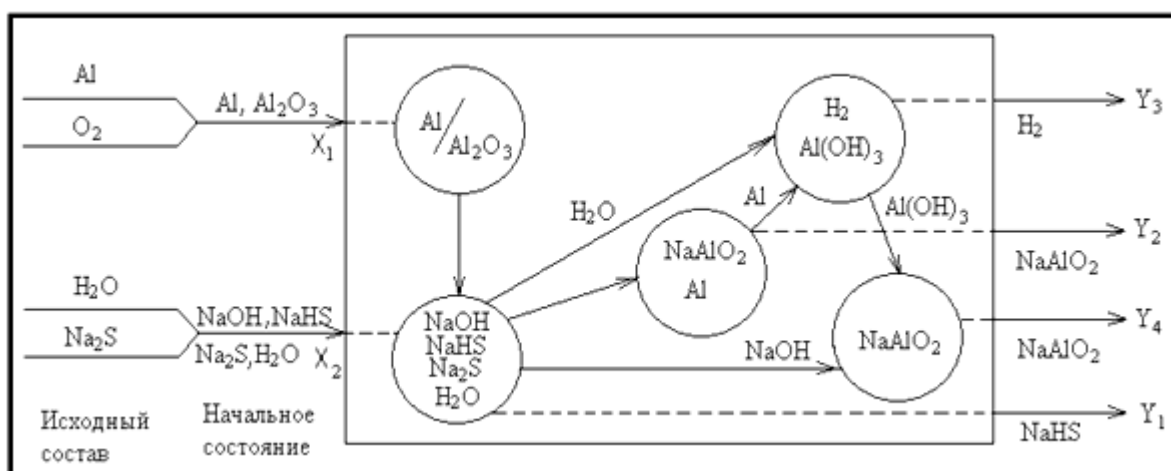 Al
O₂
Al, Al₂O₃
X₁
Al/Al₂O₃
H₂
Al(OH)₃
Y₃
H₂
H₂O
Al
Al(OH)₃
Y₂
NaAlO₂
NaAlO₂
Al
H₂O
Na₂S
NaOH,NaHS
Na₂S,H₂O
X₂
NaOH
NaHS
Na₂S
H₂O
NaOH
NaAlO₂
Y₄
NaAlO₂
Y₁
NaHS
Исходный
состав
Начальное
состояние